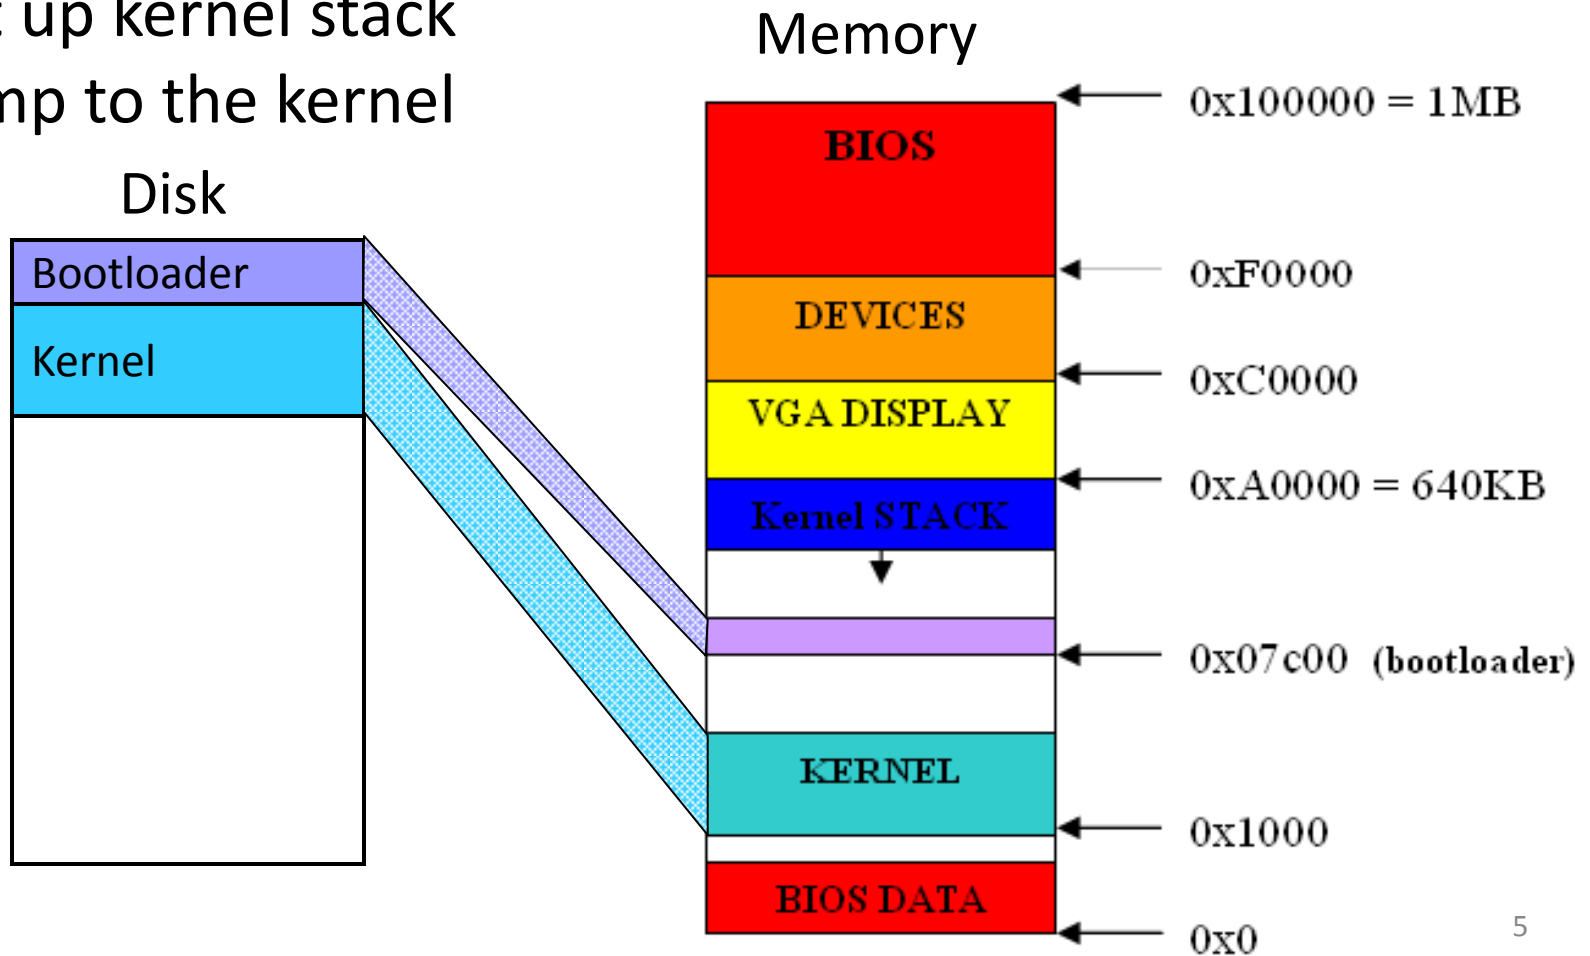 up kernel stack
mp to the kernel
Disk
Bootloader
Kernel
Memory
BIOS
DEVICES
VGA DISPLAY
Kernel STACK
KERNEL
BIOS DATA
0x100000 = 1MB
0xF0000
0xC0000
0xA0000 = 640KB
0x07c00 (bootloader)
0x1000
0x0
5